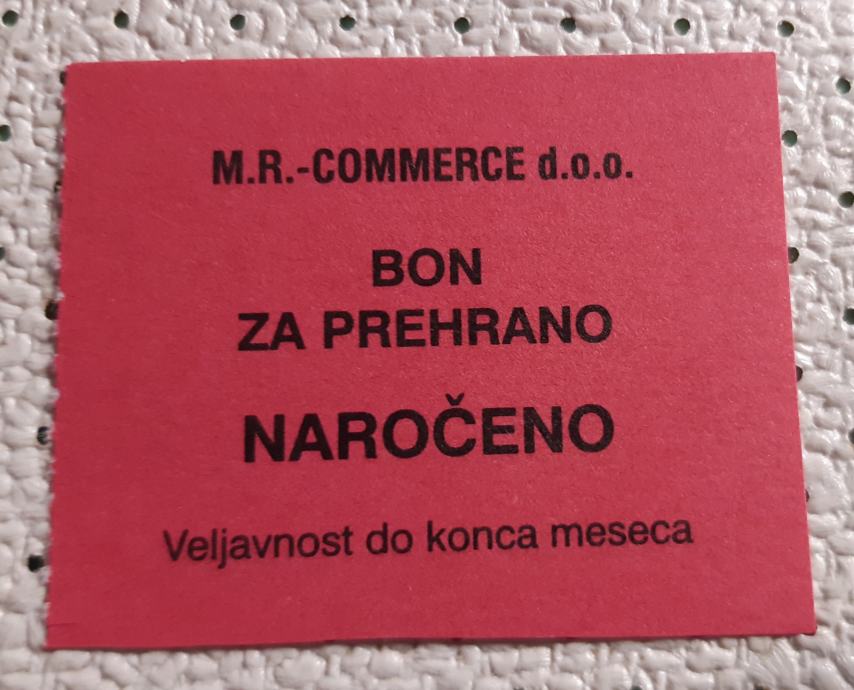 M.R.-COMMERCE d.o.o.
BON
ZA PREHRANO
NAROČENO
Veljavnost do konca meseca